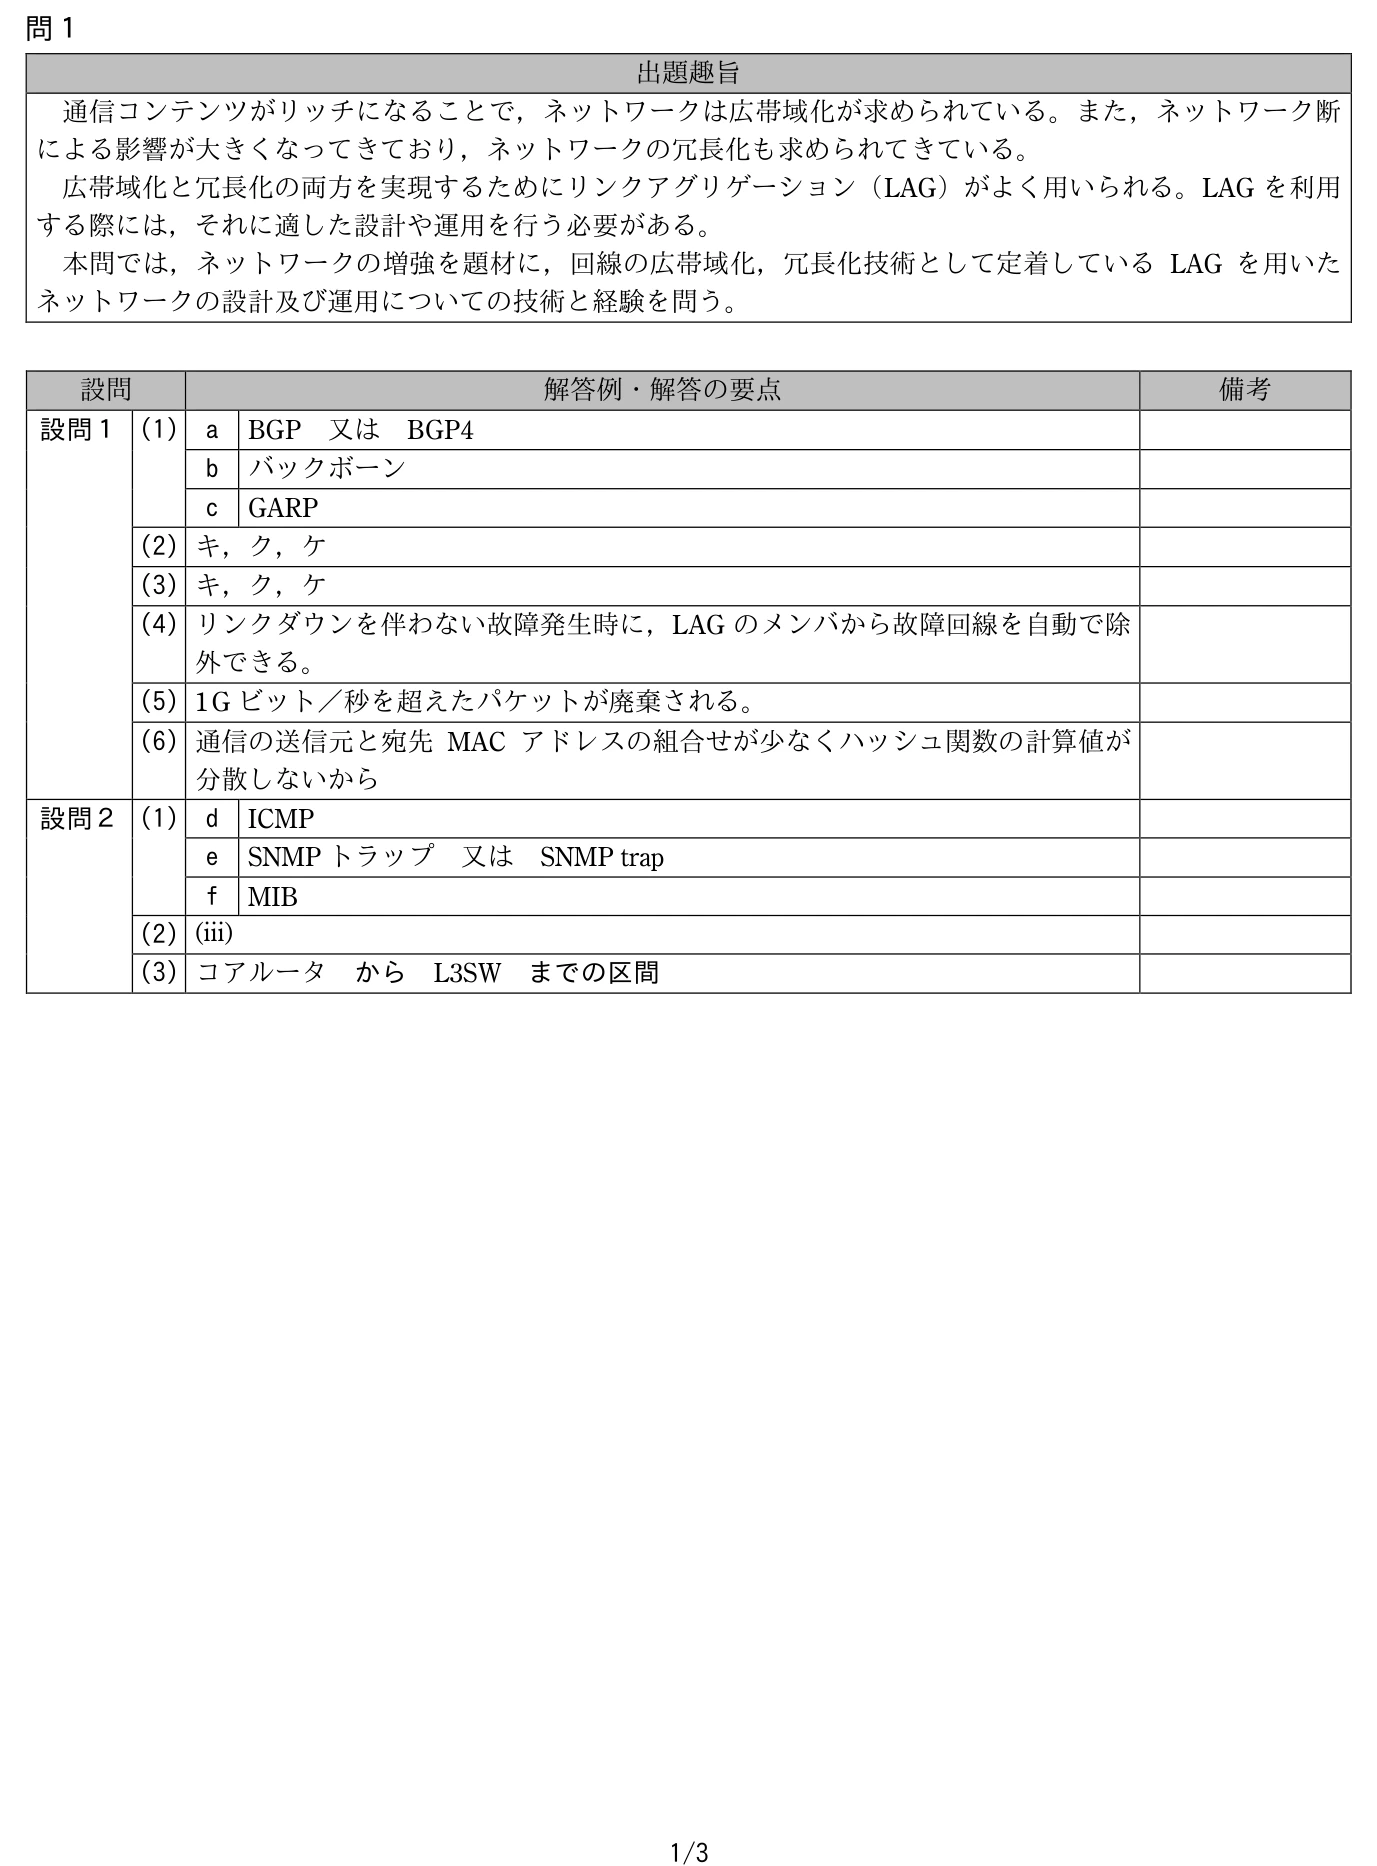 問1
出題趣旨
通信コンテンツがリッチになることで，ネットワークは広帯域化が求められている。また，ネットワーク断
による影響が大きくなってきており，ネットワークの冗長化も求められてきている。
広帯域化と冗長化の両方を実現するためにリンクアグリゲーション（LAG）がよく用いられる。LAG を利用
する際には，それに適した設計や運用を行う必要がある。
本問では，ネットワークの増強を題材に，回線の広帯域化，冗長化技術として定着している LAG を用いた
ネットワークの設計及び運用についての技術と経験を問う。
設問 解答例・解答の要点 備考
設問1 (1) a BGP　又は　BGP4
b バックボーン
c GARP
(2) キ，ク，ケ
(3) キ，ク，ケ
(4) リンクダウンを伴わない故障発生時に，LAG のメンバから故障回線を自動で除
外できる。
(5) 1G ビット／秒を超えたパケットが廃棄される。
(6) 通信の送信元と宛先 MAC アドレスの組合せが少なくハッシュ関数の計算値が
分散しないから
設問2 (1) d ICMP
e SNMP トラップ　又は　SNMP trap
f MIB
(2) (iii)
(3) コアルータ　から　L3SW　までの区間
1/3